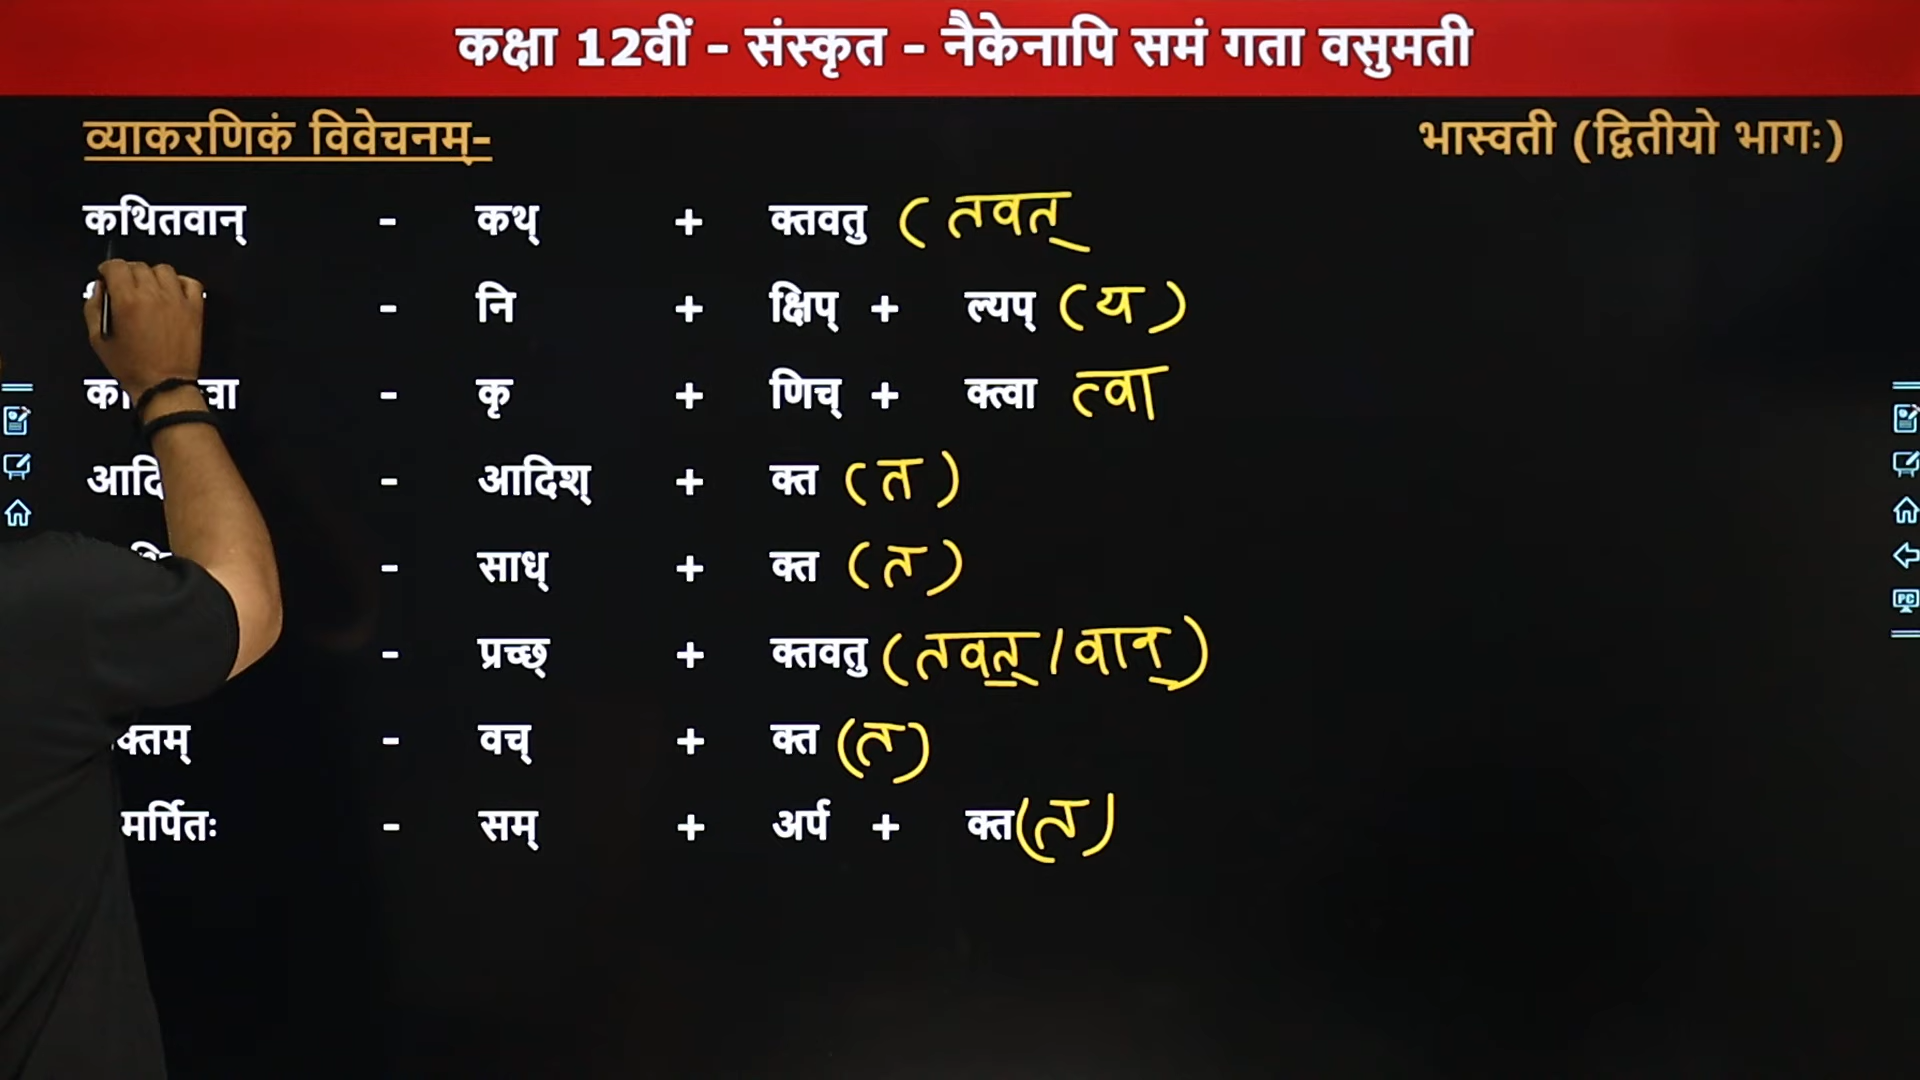 कक्षा 12वीं - संस्कृत - नैकेनापि समं गता वसुमती
व्याकरणिकं विवेचनम्- भास्वती (द्वितीयो भागः)
कथितवान् - कथ् + क्तवतु ( तवत्
- नि + क्षिप् + ल्यप् (य)
- कृ + णिच् + क्त्वा त्वा
- आदिश् + क्त (त)
- साध् + क्त (त)
- प्रच्छ् + क्तवतु (तवत्/वान्)
- वच् + क्त (त)
- सम् + अर्प + क्त (त)